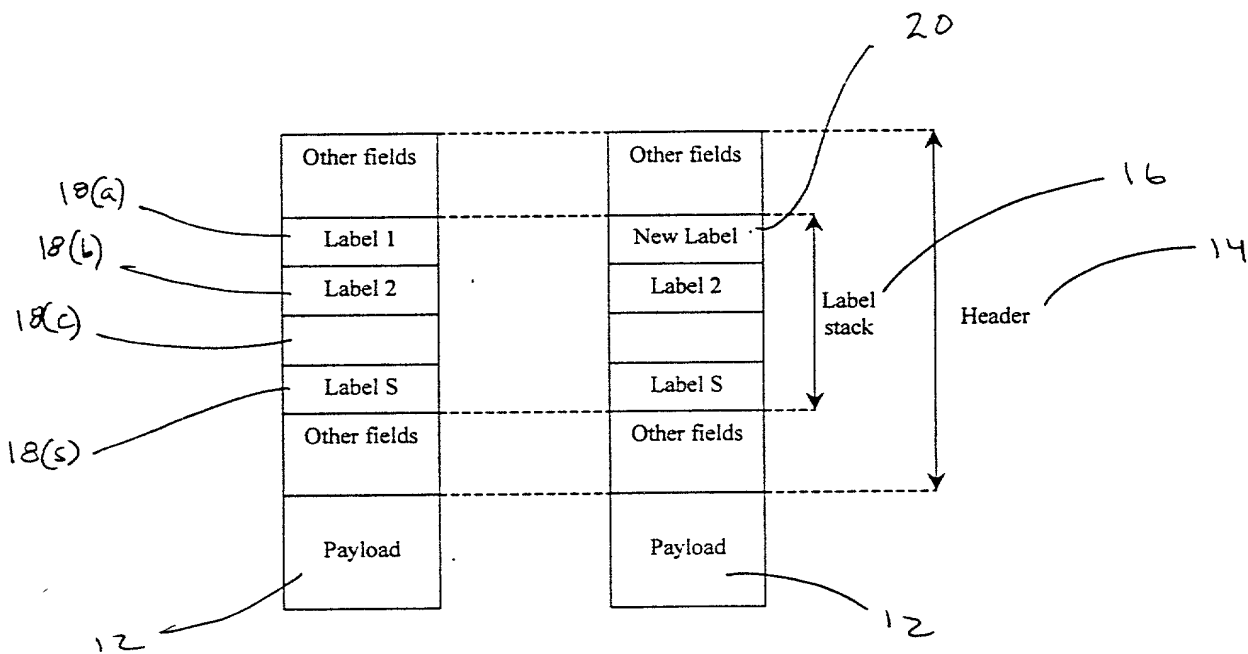 20
Other fields
Other fields
18(a)
16
Label 1
New Label
18(b)
14
Label 2
Label 2
Label
stack
Header
18(c)
Label S
Label S
Other fields
Other fields
18(s)
Payload
Payload
12
12